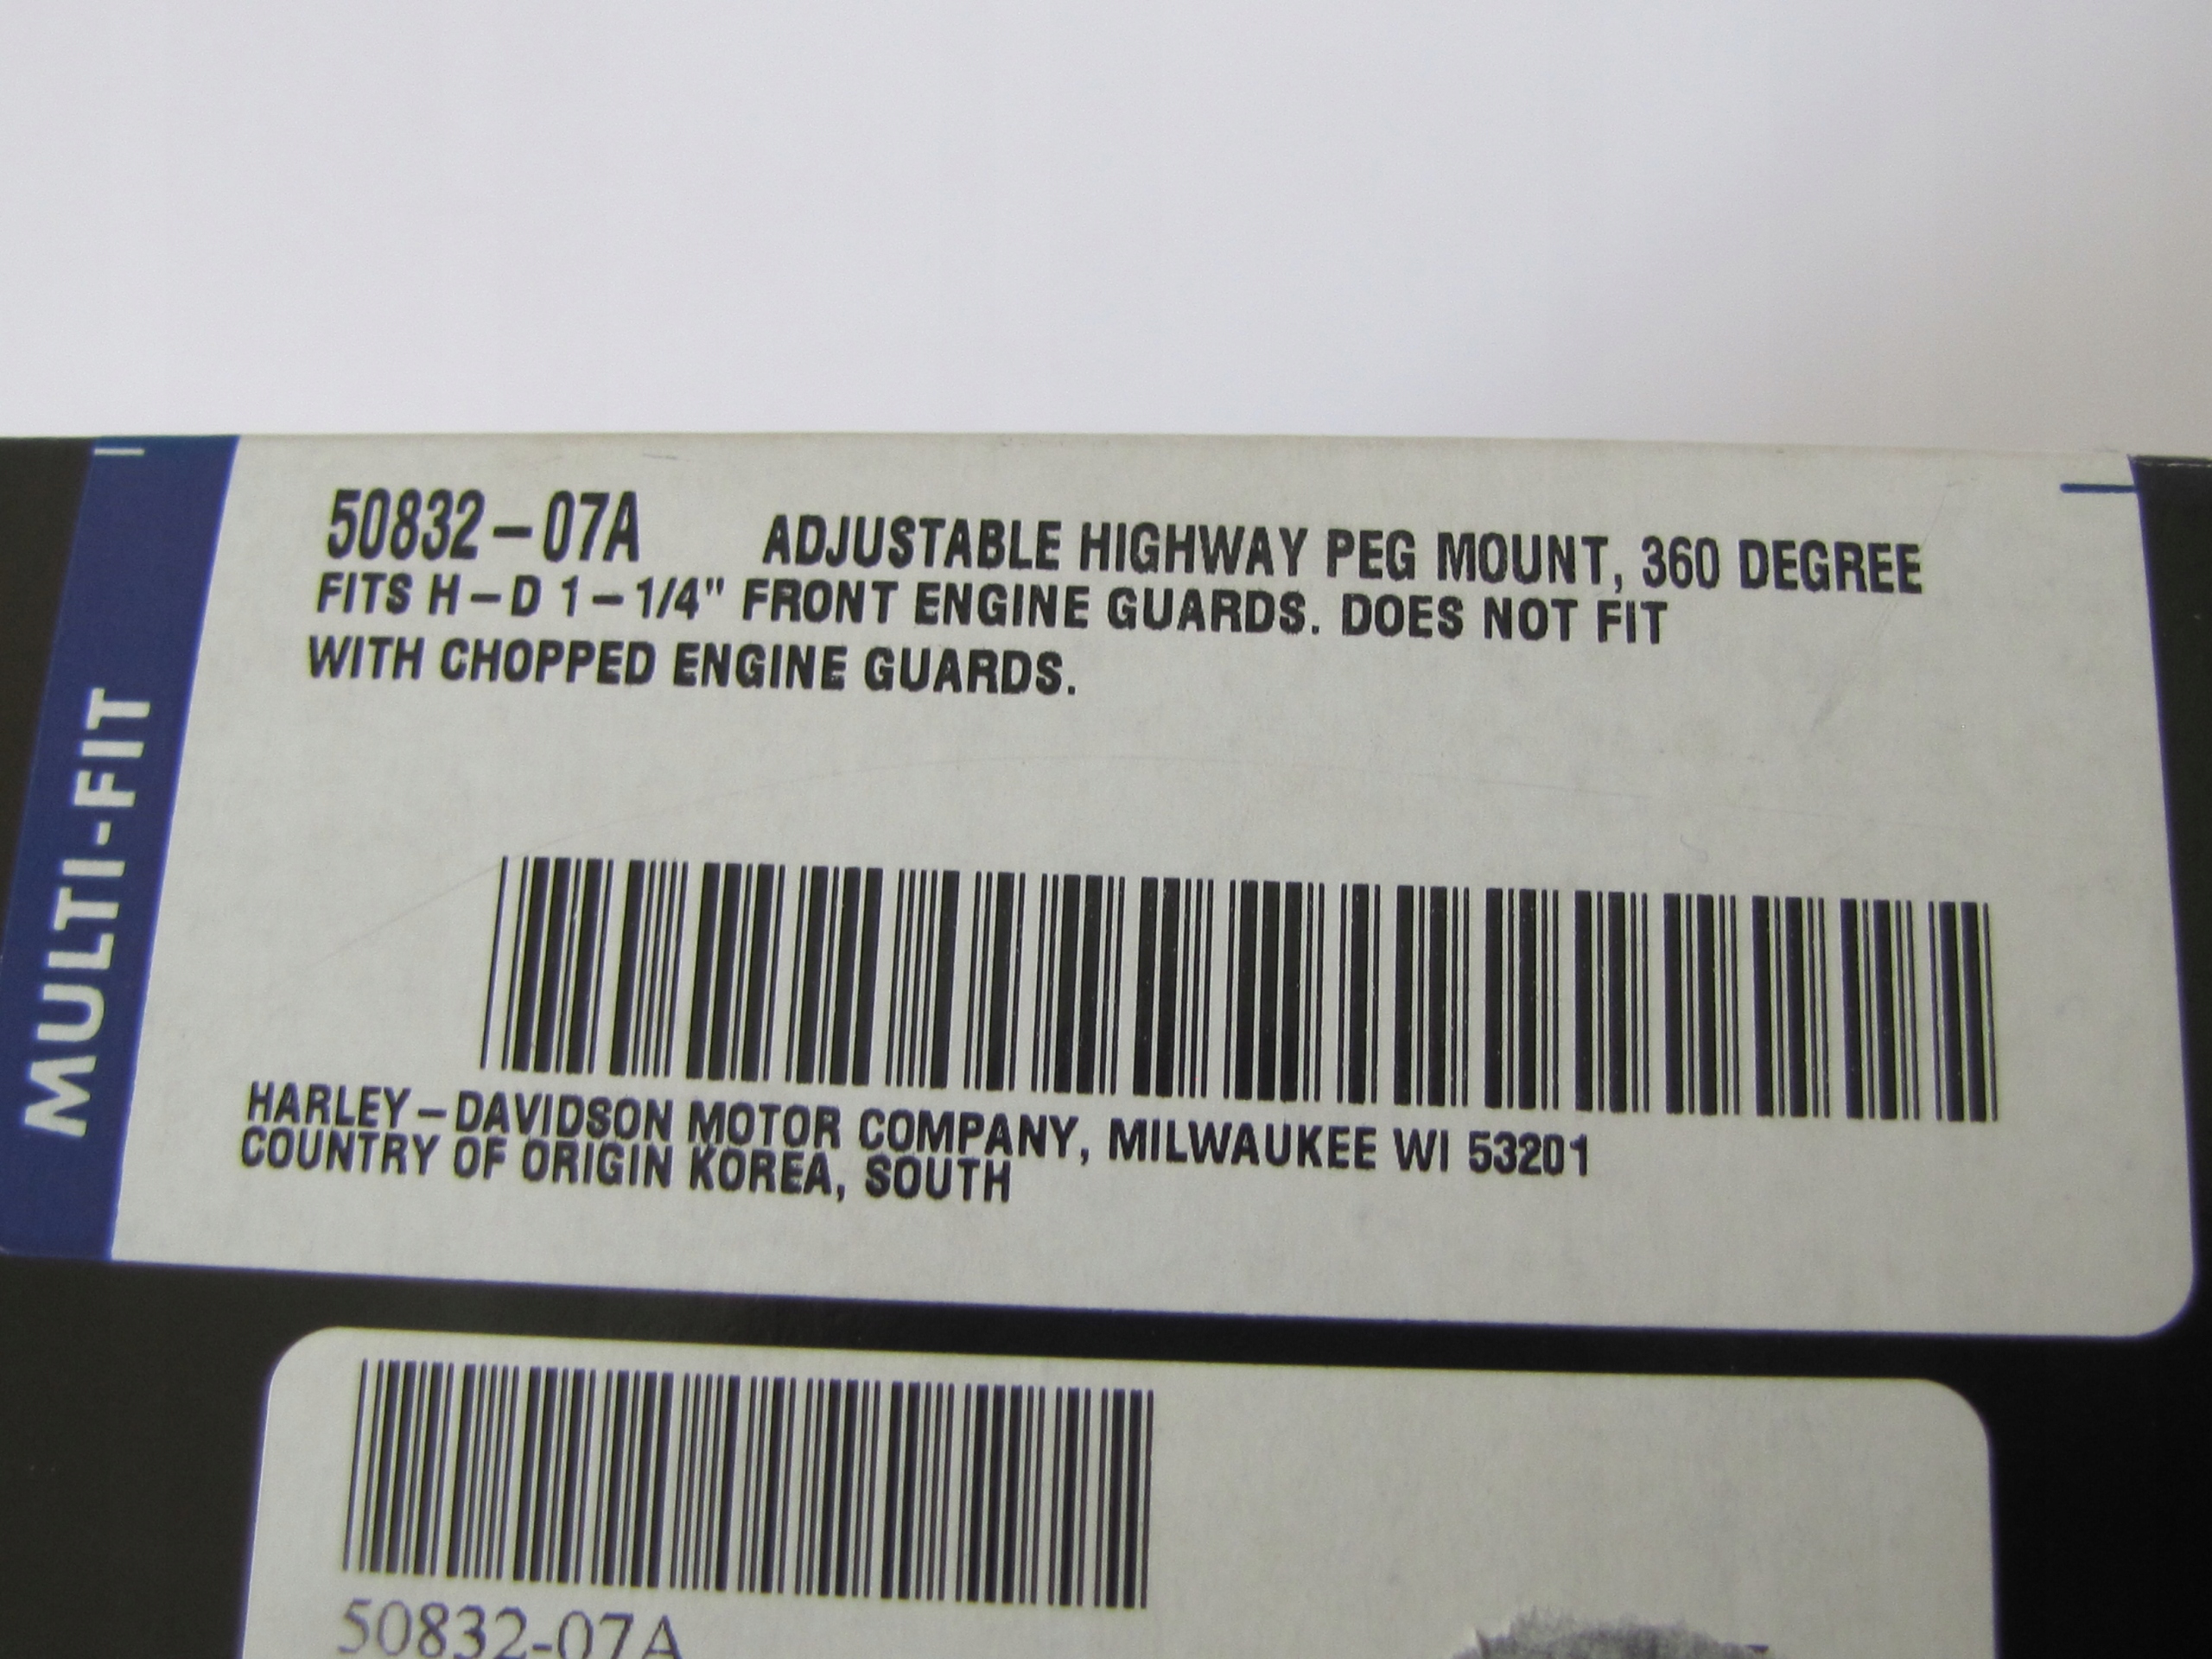 MULTI-FIT
50832-07A ADJUSTABLE HIGHWAY PEG MOUNT, 360 DEGREE
FITS H-D 1-1/4" FRONT ENGINE GUARDS. DOES NOT FIT
WITH CHOPPED ENGINE GUARDS.
HARLEY-DAVIDSON MOTOR COMPANY, MILWAUKEE WI 53201
COUNTRY OF ORIGIN KOREA, SOUTH
50832-07A